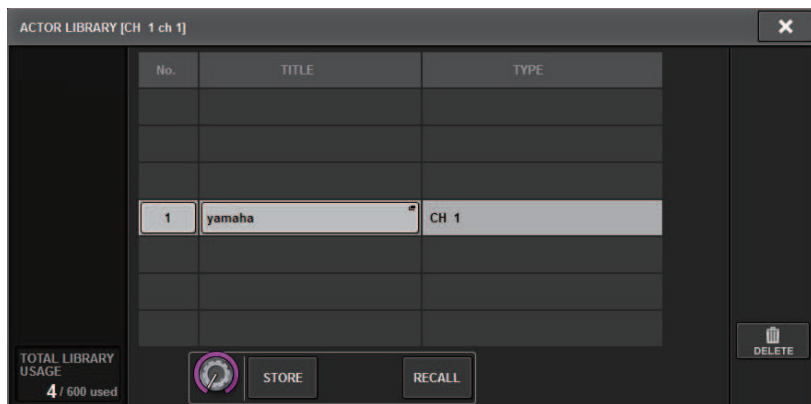 ACTOR LIBRARY [CH 1 ch 1]
No. TITLE TYPE
1 yamaha CH 1
DELETE
TOTAL LIBRARY
USAGE
4 / 600 used
STORE RECALL